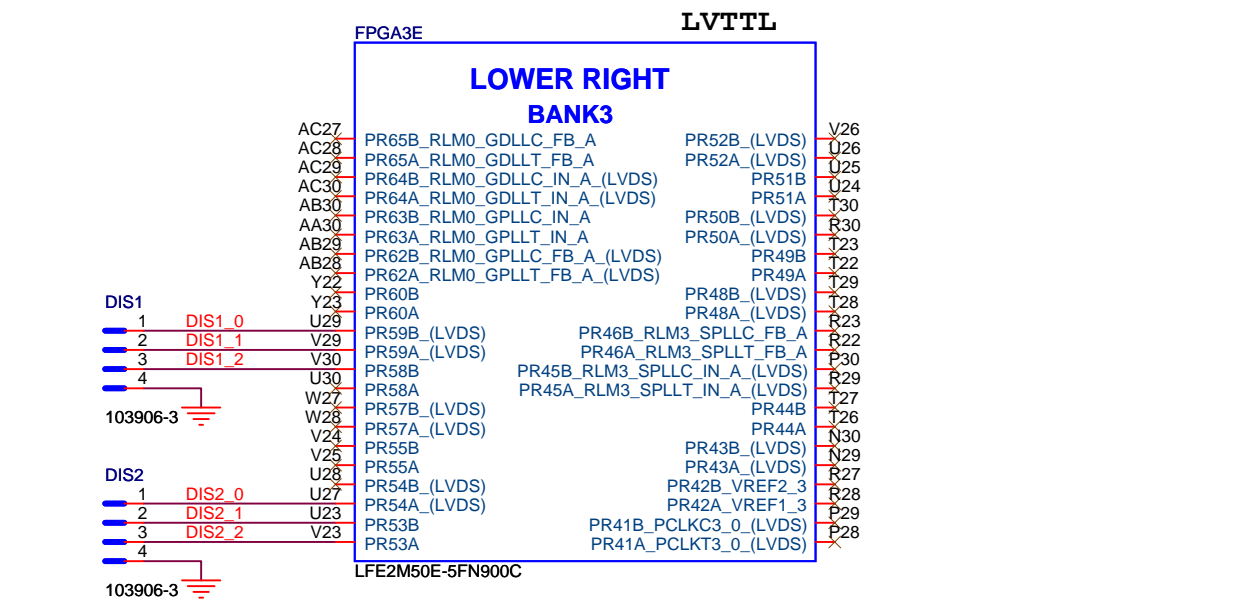 LVTTL
FPGA3E
LOWER RIGHT
BANK3
AC27 PR65B_RLM0_GDLLC_FB_A PR52B_(LVDS) V26
AC28 PR65A_RLM0_GDLLT_FB_A PR52A_(LVDS) U26
AC29 PR64B_RLM0_GDLLC_IN_A_(LVDS) PR51B U25
AC30 PR64A_RLM0_GDLLT_IN_A_(LVDS) PR51A U24
AB30 PR63B_RLM0_GPLLC_IN_A PR50B_(LVDS) T30
AA30 PR63A_RLM0_GPLLT_IN_A PR50A_(LVDS) R30
AB29 PR62B_RLM0_GPLLC_FB_A_(LVDS) PR49B T23
AB28 PR62A_RLM0_GPLLT_FB_A_(LVDS) PR49A T22
Y22 PR60B PR48B_(LVDS) T29
DIS1 Y23 PR60A PR48A_(LVDS) T28
1 DIS1_0 U29 PR59B_(LVDS) PR46B_RLM3_SPLLC_FB_A R23
2 DIS1_1 V29 PR59A_(LVDS) PR46A_RLM3_SPLLT_FB_A R22
3 DIS1_2 V30 PR58B PR45B_RLM3_SPLLC_IN_A_(LVDS) P30
4 U30 PR58A PR45A_RLM3_SPLLT_IN_A_(LVDS) R29
W27 PR57B_(LVDS) PR44B T27
103906-3 W28 PR57A_(LVDS) PR44A T26
V24 PR55B PR43B_(LVDS) N30
V25 PR55A PR43A_(LVDS) N29
DIS2 U28 PR54B_(LVDS) PR42B_VREF2_3 R27
1 DIS2_0 U27 PR54A_(LVDS) PR42A_VREF1_3 R28
2 DIS2_1 U23 PR53B PR41B_PCLKC3_0_(LVDS) P29
3 DIS2_2 V23 PR53A PR41A_PCLKT3_0_(LVDS) P28
4
LFE2M50E-5FN900C
103906-3